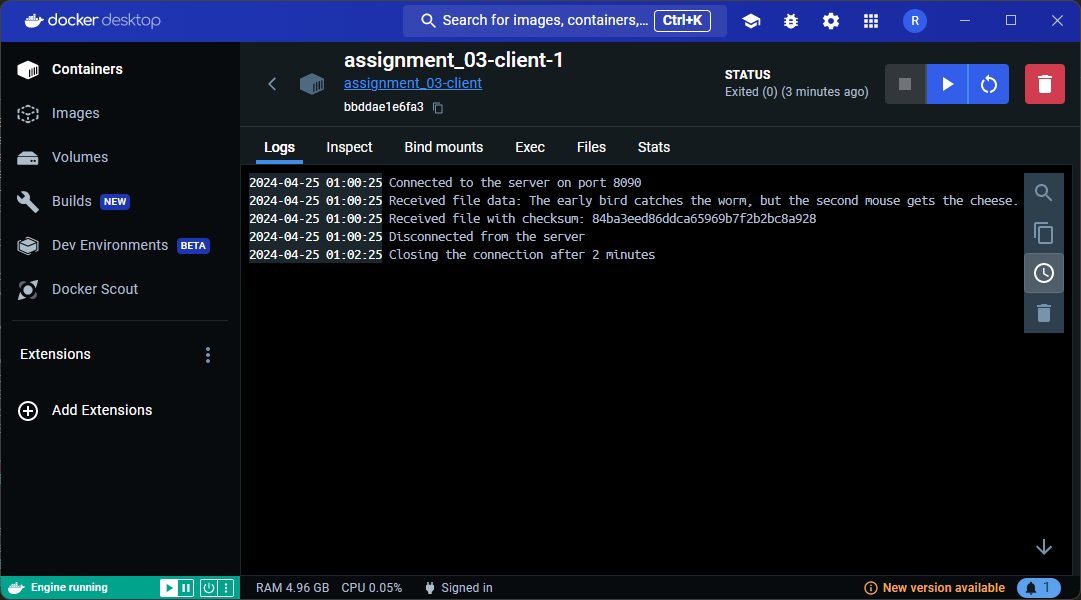 docker desktop
Search for images, containers,... Ctrl+K
R
Containers
Images
Volumes
Builds NEW
Dev Environments BETA
Docker Scout
Extensions
Add Extensions
assignment_03-client-1
assignment_03-client
bbddae1e6fa3
STATUS
Exited (0) (3 minutes ago)
Logs Inspect Bind mounts Exec Files Stats
2024-04-25 01:00:25 Connected to the server on port 8090
2024-04-25 01:00:25 Received file data: The early bird catches the worm, but the second mouse gets the cheese.
2024-04-25 01:00:25 Received file with checksum: 84ba3eed86ddca65969b7f2b2bc8a928
2024-04-25 01:00:25 Disconnected from the server
2024-04-25 01:02:25 Closing the connection after 2 minutes
Engine running
RAM 4.96 GB CPU 0.05% Signed in
New version available
1